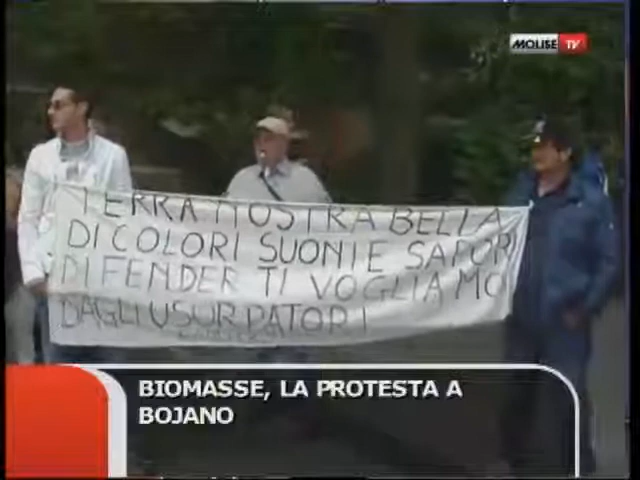 MOLISE TV
TERRA NOSTRA BELLA
DI COLORI SUONI E SAPORI
DIFENDER TI VOGLIAMO
DAGLI USURPATORI
BIOMASSE, LA PROTESTA A
BOJANO